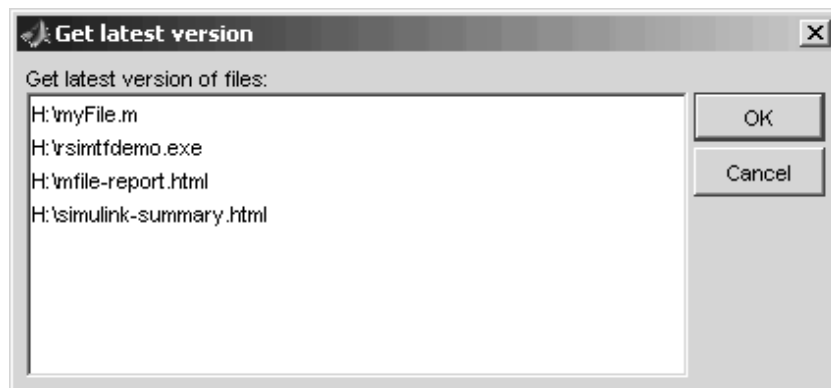 Get latest version
Get latest version of files:
H:\myFile.m
H:\rsimtfdemo.exe
H:\mfile-report.html
H:\simulink-summary.html
OK
Cancel